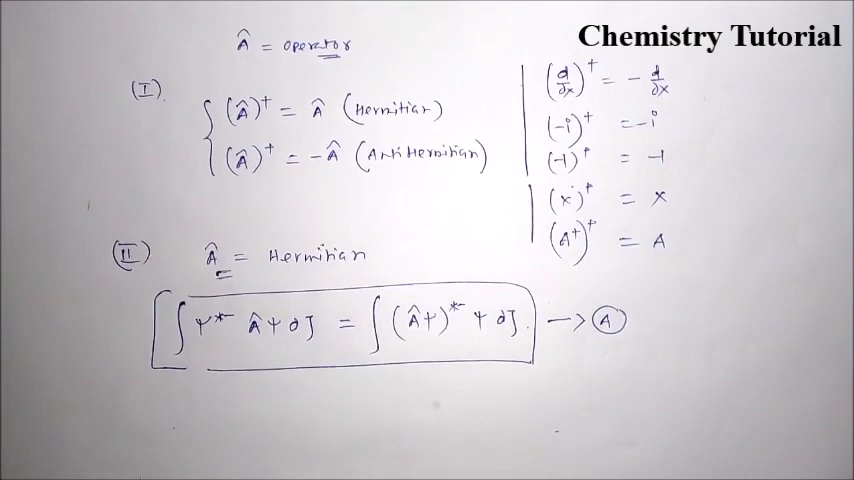 Chemistry Tutorial
Â = operator
(I).
(Â)† = Â (Hermitian)
(Â)† = -Â (AntiHermitian)
(d/dx)† = - d/dx
(-i)† = -i
(-1)† = -1
(x)† = x
(A†)† = A
(II) Â = Hermitian
∫ψ* Âψ dτ = ∫(Âψ)* ψ dτ. → (A)